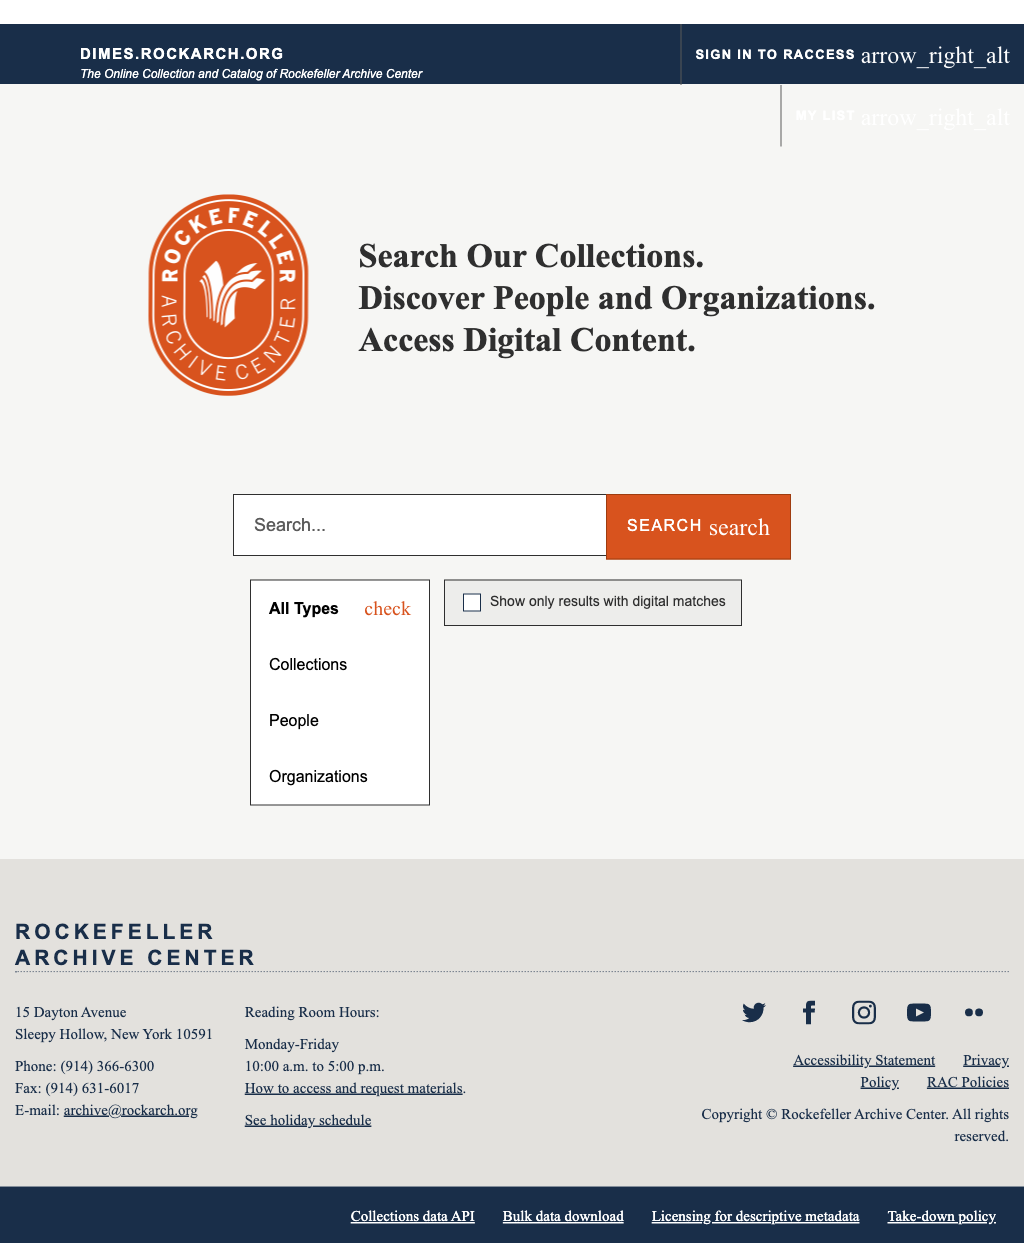 DIMES.ROCKARCH.ORG
The Online Collection and Catalog of Rockefeller Archive Center
SIGN IN TO RACCESS arrow_right_alt
MY LIST arrow_right_alt
ROCKEFELLER
ARCHIVE CENTER
Search Our Collections.
Discover People and Organizations.
Access Digital Content.
Search...
SEARCH search
All Types check
Collections
People
Organizations
Show only results with digital matches
ROCKEFELLER
ARCHIVE CENTER
15 Dayton Avenue
Sleepy Hollow, New York 10591
Phone: (914) 366-6300
Fax: (914) 631-6017
E-mail: archive@rockarch.org
Reading Room Hours:
Monday-Friday
10:00 a.m. to 5:00 p.m.
How to access and request materials.
See holiday schedule
Accessibility Statement Privacy
Policy RAC Policies
Copyright © Rockefeller Archive Center. All rights
reserved.
Collections data API Bulk data download Licensing for descriptive metadata Take-down policy